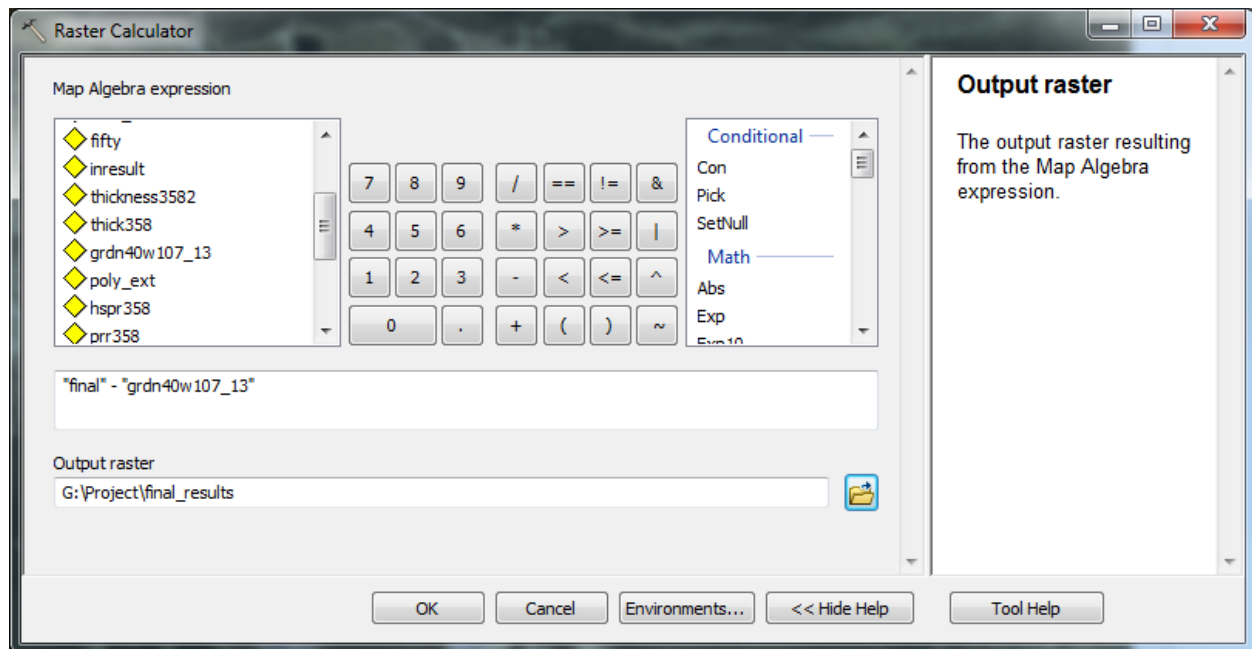 Raster Calculator
Map Algebra expression
fifty
inresult
thickness3582
thick358
grdn40w107_13
poly_ext
hspr358
prr358
7 8 9 / == != &
4 5 6 * > >= |
1 2 3 - < <= ^
0 . + ( ) ~
Conditional
Con
Pick
SetNull
Math
Abs
Exp
Exp10
"final" - "grdn40w107_13"
Output raster
G:\Project\final_results
OK Cancel Environments... << Hide Help Tool Help
Output raster
The output raster resulting
from the Map Algebra
expression.